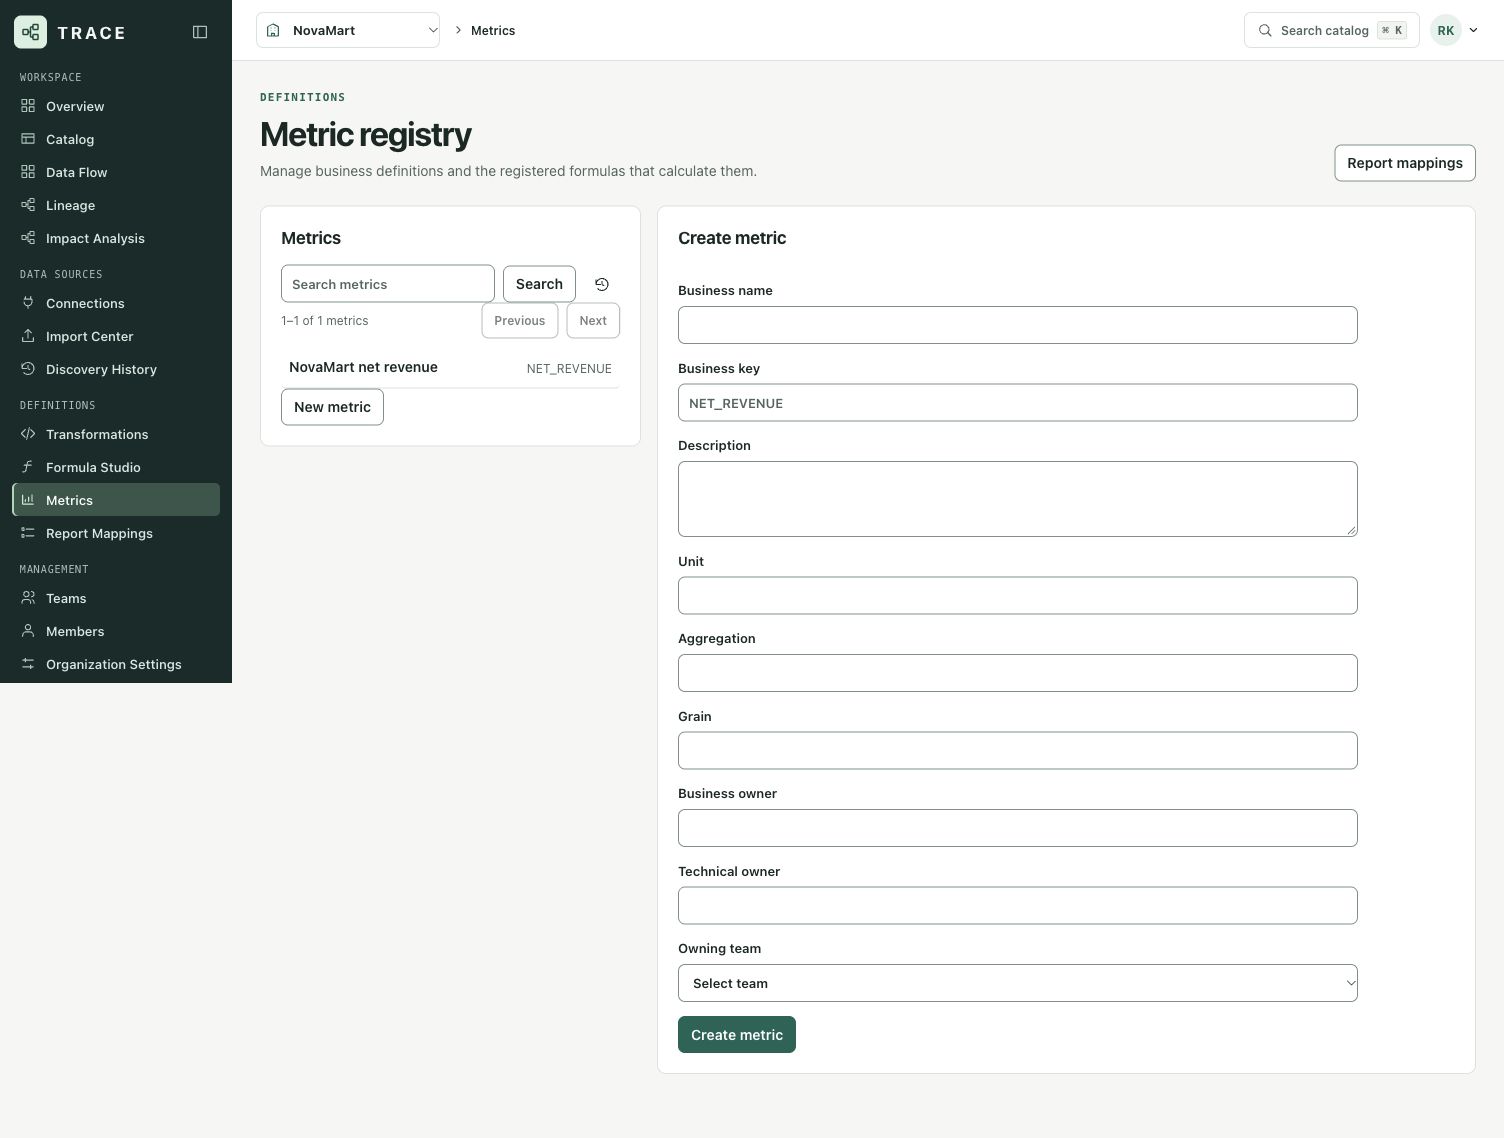 TRACE
WORKSPACE
Overview
Catalog
Data Flow
Lineage
Impact Analysis
DATA SOURCES
Connections
Import Center
Discovery History
DEFINITIONS
Transformations
Formula Studio
Metrics
Report Mappings
MANAGEMENT
Teams
Members
Organization Settings
NovaMart
Metrics
Search catalog ⌘ K
RK
DEFINITIONS
Metric registry
Manage business definitions and the registered formulas that calculate them.
Report mappings
Metrics
Search metrics
Search
1–1 of 1 metrics
Previous
Next
NovaMart net revenue
NET_REVENUE
New metric
Create metric
Business name
Business key
NET_REVENUE
Description
Unit
Aggregation
Grain
Business owner
Technical owner
Owning team
Select team
Create metric